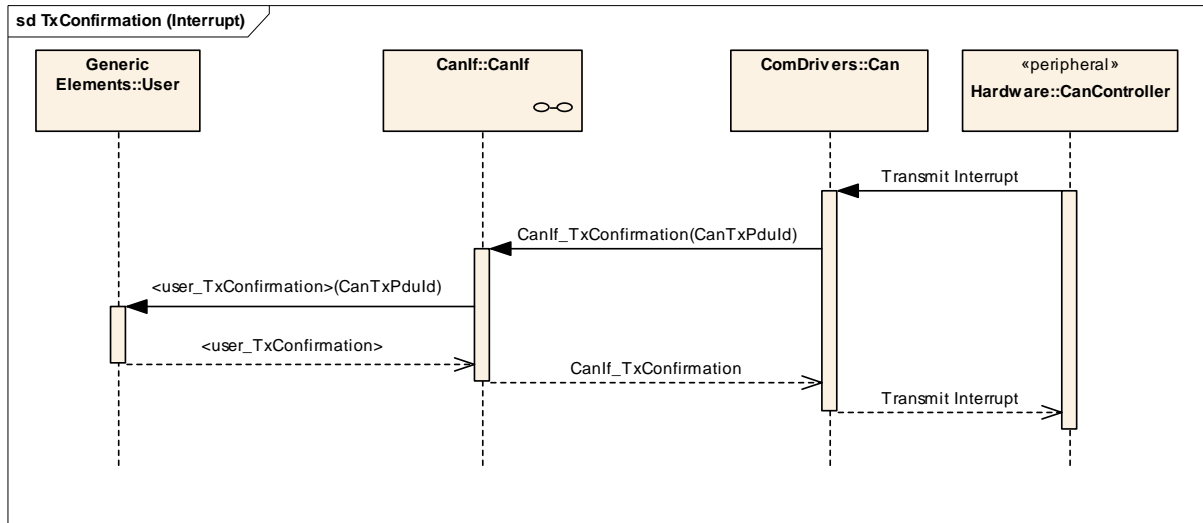 sd TxConfirmation (Interrupt)
Generic
Elements::User
CanIf::CanIf
ComDrivers::Can
«peripheral»
Hardware::CanController
Transmit Interrupt
CanIf_TxConfirmation(CanTxPduId)
<user_TxConfirmation>(CanTxPduId)
<user_TxConfirmation>
CanIf_TxConfirmation
Transmit Interrupt